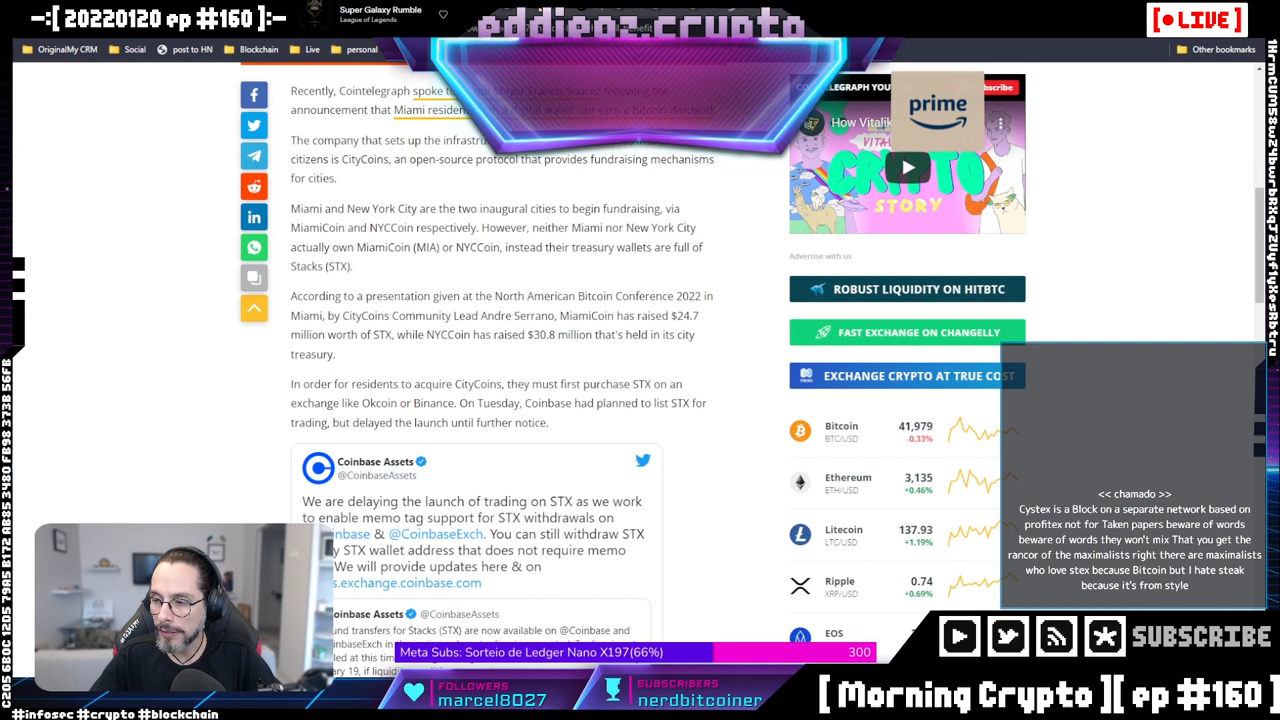 -:[ 20220120 ep #160 ]:-
Super Galaxy Rumble
League of Legends
eddieoz.crypto
[ LIVE ]
OriginalMy CRM
Social
post to HN
Blockchain
Live
personal
Other bookmarks
Recently, Cointelegraph spoke to
announcement that Miami
The company that sets up the
citizens is CityCoins, an open-source protocol that provides fundraising mechanisms
for cities.
Miami and New York City are the two inaugural cities to begin fundraising, via
MiamiCoin and NYCCoin respectively. However, neither Miami nor New York City
actually own MiamiCoin (MIA) or NYCCoin, instead their treasury wallets are full of
Stacks (STX).
According to a presentation given at the North American Bitcoin Conference 2022 in
Miami, by CityCoins Community Lead Andre Serrano, MiamiCoin has raised $24.7
million worth of STX, while NYCCoin has raised $30.8 million that's held in its city
treasury.
In order for residents to acquire CityCoins, they must first purchase STX on an
exchange like Okcoin or Binance. On Tuesday, Coinbase had planned to list STX for
trading, but delayed the launch until further notice.
Coinbase Assets
@CoinbaseAssets
We are delaying the launch of trading on STX as we work
to enable memo tag support for STX withdrawals on
& @CoinbaseExch. You can still withdraw STX
STX wallet address that does not require memo
We will provide updates here & on
s.exchange.coinbase.com
Assets @CoinbaseAssets
transfers for Stacks (STX) are now available on @Coinbase and
at this
19, if
prime
How Vitalik
CRYPTO
STORY
Advertise with us
ROBUST LIQUIDITY ON HITBTC
FAST EXCHANGE ON CHANGELLY
EXCHANGE CRYPTO AT TRUE COST
Bitcoin 41,979
BTC/USD -0.33%
Ethereum 3,135
ETH/USD +0.46%
Litecoin 137.93
LTC/USD +1.19%
Ripple 0.74
XRP/USD +0.69%
EOS
<< chamado >>
Cystex is a Block on a separate network based on
profitex not for Taken papers beware of words
beware of words they won't mix That you get the
rancor of the maximalists right there are maximalists
who love stex because Bitcoin but I hate steak
because it's from style
Meta Subs: Sorteio de Ledger Nano X197(66%) 300
FOLLOWERS
marcel8027
SUBSCRIBERS
nerdbitcoiner
SUBSCRIBE
[ Morning Crypto ][ ep #160 ]
#infosec #crypto #blockchain